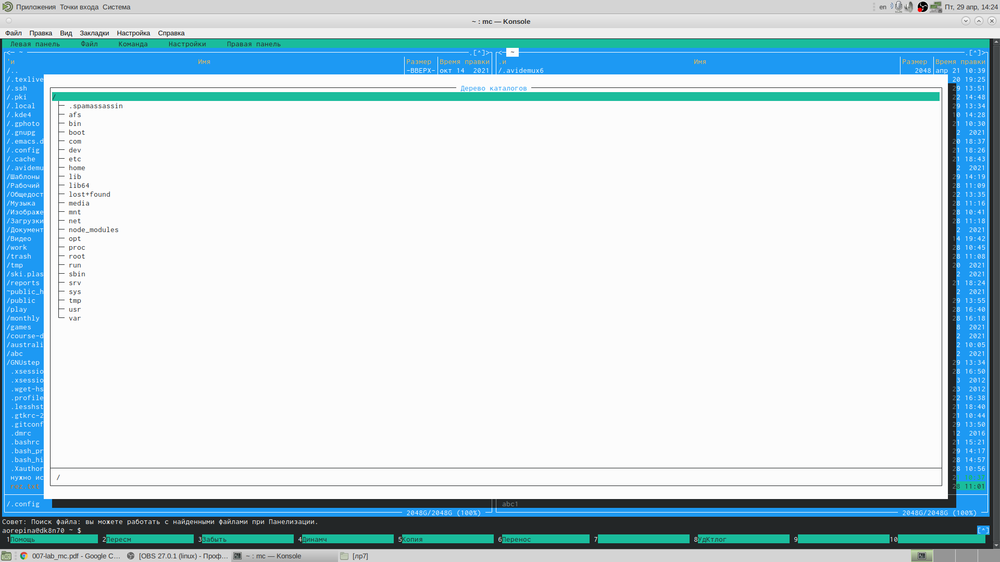 Приложения Точки входа Система en Пт, 29 апр, 14:24
~ : mc — Konsole
Файл Правка Вид Закладки Настройка Справка
Левая панель Файл Команда Настройки Правая панель
<─ ~ .[^]> <─ ~ .[^]>
'и Имя Размер Время правки .и Имя Размер Время правки
/.. -ВВЕРХ- окт 14 2021 /.avidemux6 2048 апр 21 10:39
/.texlive 20 19:25
Дерево каталогов
/.ssh 29 13:51
/.pki / 22 14:48
/.local .spamassassin 29 13:34
/.kde4 afs 10 14:28
/.gphoto bin 21 10:30
/.gnupg boot 2 2021
/.emacs.d com 20 18:37
/.config dev 21 18:26
/.cache etc 21 18:43
/.avidemu home 2 2021
/Шаблоны lib 29 14:19
/Рабочий lib64 28 11:09
/Общедост lost+found 22 13:35
/Музыка media 28 11:16
/Изображе mnt 28 10:41
/Загрузки net 28 11:18
/Документ node_modules 2 2021
/Видео opt 14 19:42
/work proc 28 10:45
/trash root 28 11:08
/tmp run 20 2021
/ski.plas sbin 2 2021
/reports srv 21 18:24
~public_h sys 2 2021
/public tmp 29 13:55
/play usr 28 16:40
/monthly var 28 16:18
/games 8 2021
/course-d 2 2021
/australi 2 10:05
/abc 2 2021
/GNUstep 29 13:34
.xsessio 28 16:50
.xsessio 3 2012
.wget-hs 23 2012
.profile 22 16:38
.lesshst 21 18:40
.gtkrc-2 21 10:44
.gitconf 29 13:50
.dmrc 12 2016
.bashrc 21 15:21
.bash_pr 29 14:17
.bash_hi 28 14:57
.Xauthor 28 10:56
нужно ис /
rez.txt 28 11:01
/.config abc1
2048G/2048G (100%) 2048G/2048G (100%)
Совет: Поиск файла: вы можете работать с найденными файлами при Панелизации.
aorepina@dk8n70 ~ $ [^]
1Помощь 2Пересм 3Забыть 4Динамч 5Копия 6Перенос 7 8УдКтлог 9 10
007-lab_mc.pdf - Google C... [OBS 27.0.1 (linux) - Проф... ~ : mc — Konsole [лр7]